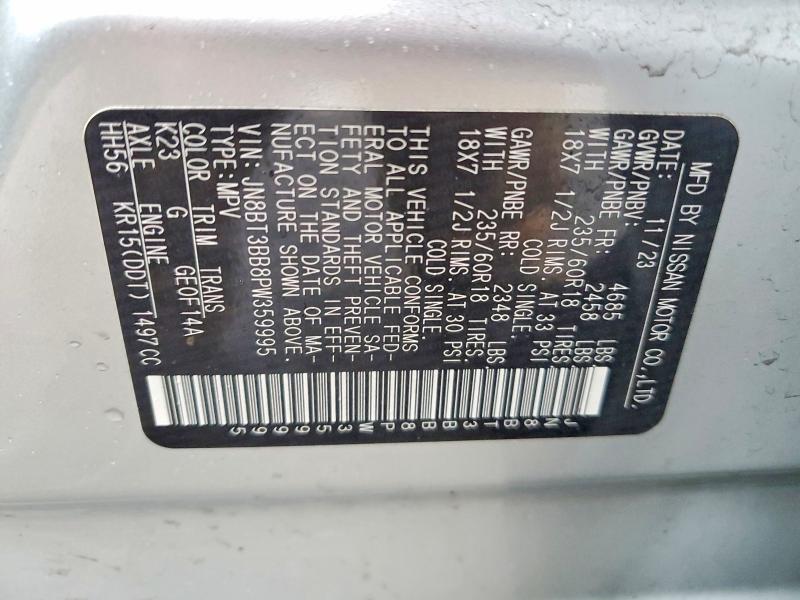 MFD BY NISSAN MOTOR CO.,LTD.
DATE: 11/23
GVWR/PNBV: 4685 LBS
GAWR/PNBE FR: 2458 LBS
WITH 235/60R18 TIRES,
18X7 1/2J RIMS, AT 33 PSI
COLD SINGLE.
GAWR/PNBE RR: 2348 LBS
WITH 235/60R18 TIRES,
18X7 1/2J RIMS, AT 30 PSI
COLD SINGLE.
THIS VEHICLE CONFORMS
TO ALL APPLICABLE FED-
ERAL MOTOR VEHICLE SA-
FETY AND THEFT PREVEN-
TION STANDARDS IN EFF-
ECT ON THE DATE OF MA-
NUFACTURE SHOWN ABOVE.
VIN: JN8BT3BB8PW359995
TYPE:MPV
COLOR TRIM TRANS
K23 G GE0F14A
AXLE ENGINE
HH56 KR15(DDT) 1497CC
JN8BT3BB8PW359995